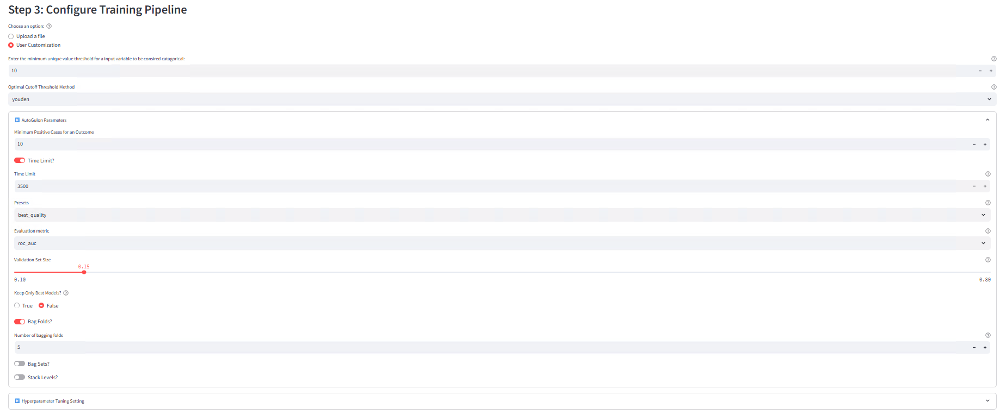 Step 3: Configure Training Pipeline
Choose an option:
Upload a file
User Customization
Enter the minimum unique value threshold for a input variable to be consired catagorical:
10
Optimal Cutoff Threshold Method
youden
AutoGulon Parameters
Minimum Positive Cases for an Outcome
10
Time Limit?
Time Limit
3500
Presets
best_quality
Evaluation metric
roc_auc
Validation Set Size
0.15
0.10 0.80
Keep Only Best Models?
True False
Bag Folds?
Number of bagging folds
5
Bag Sets?
Stack Levels?
Hyperparameter Tuning Setting